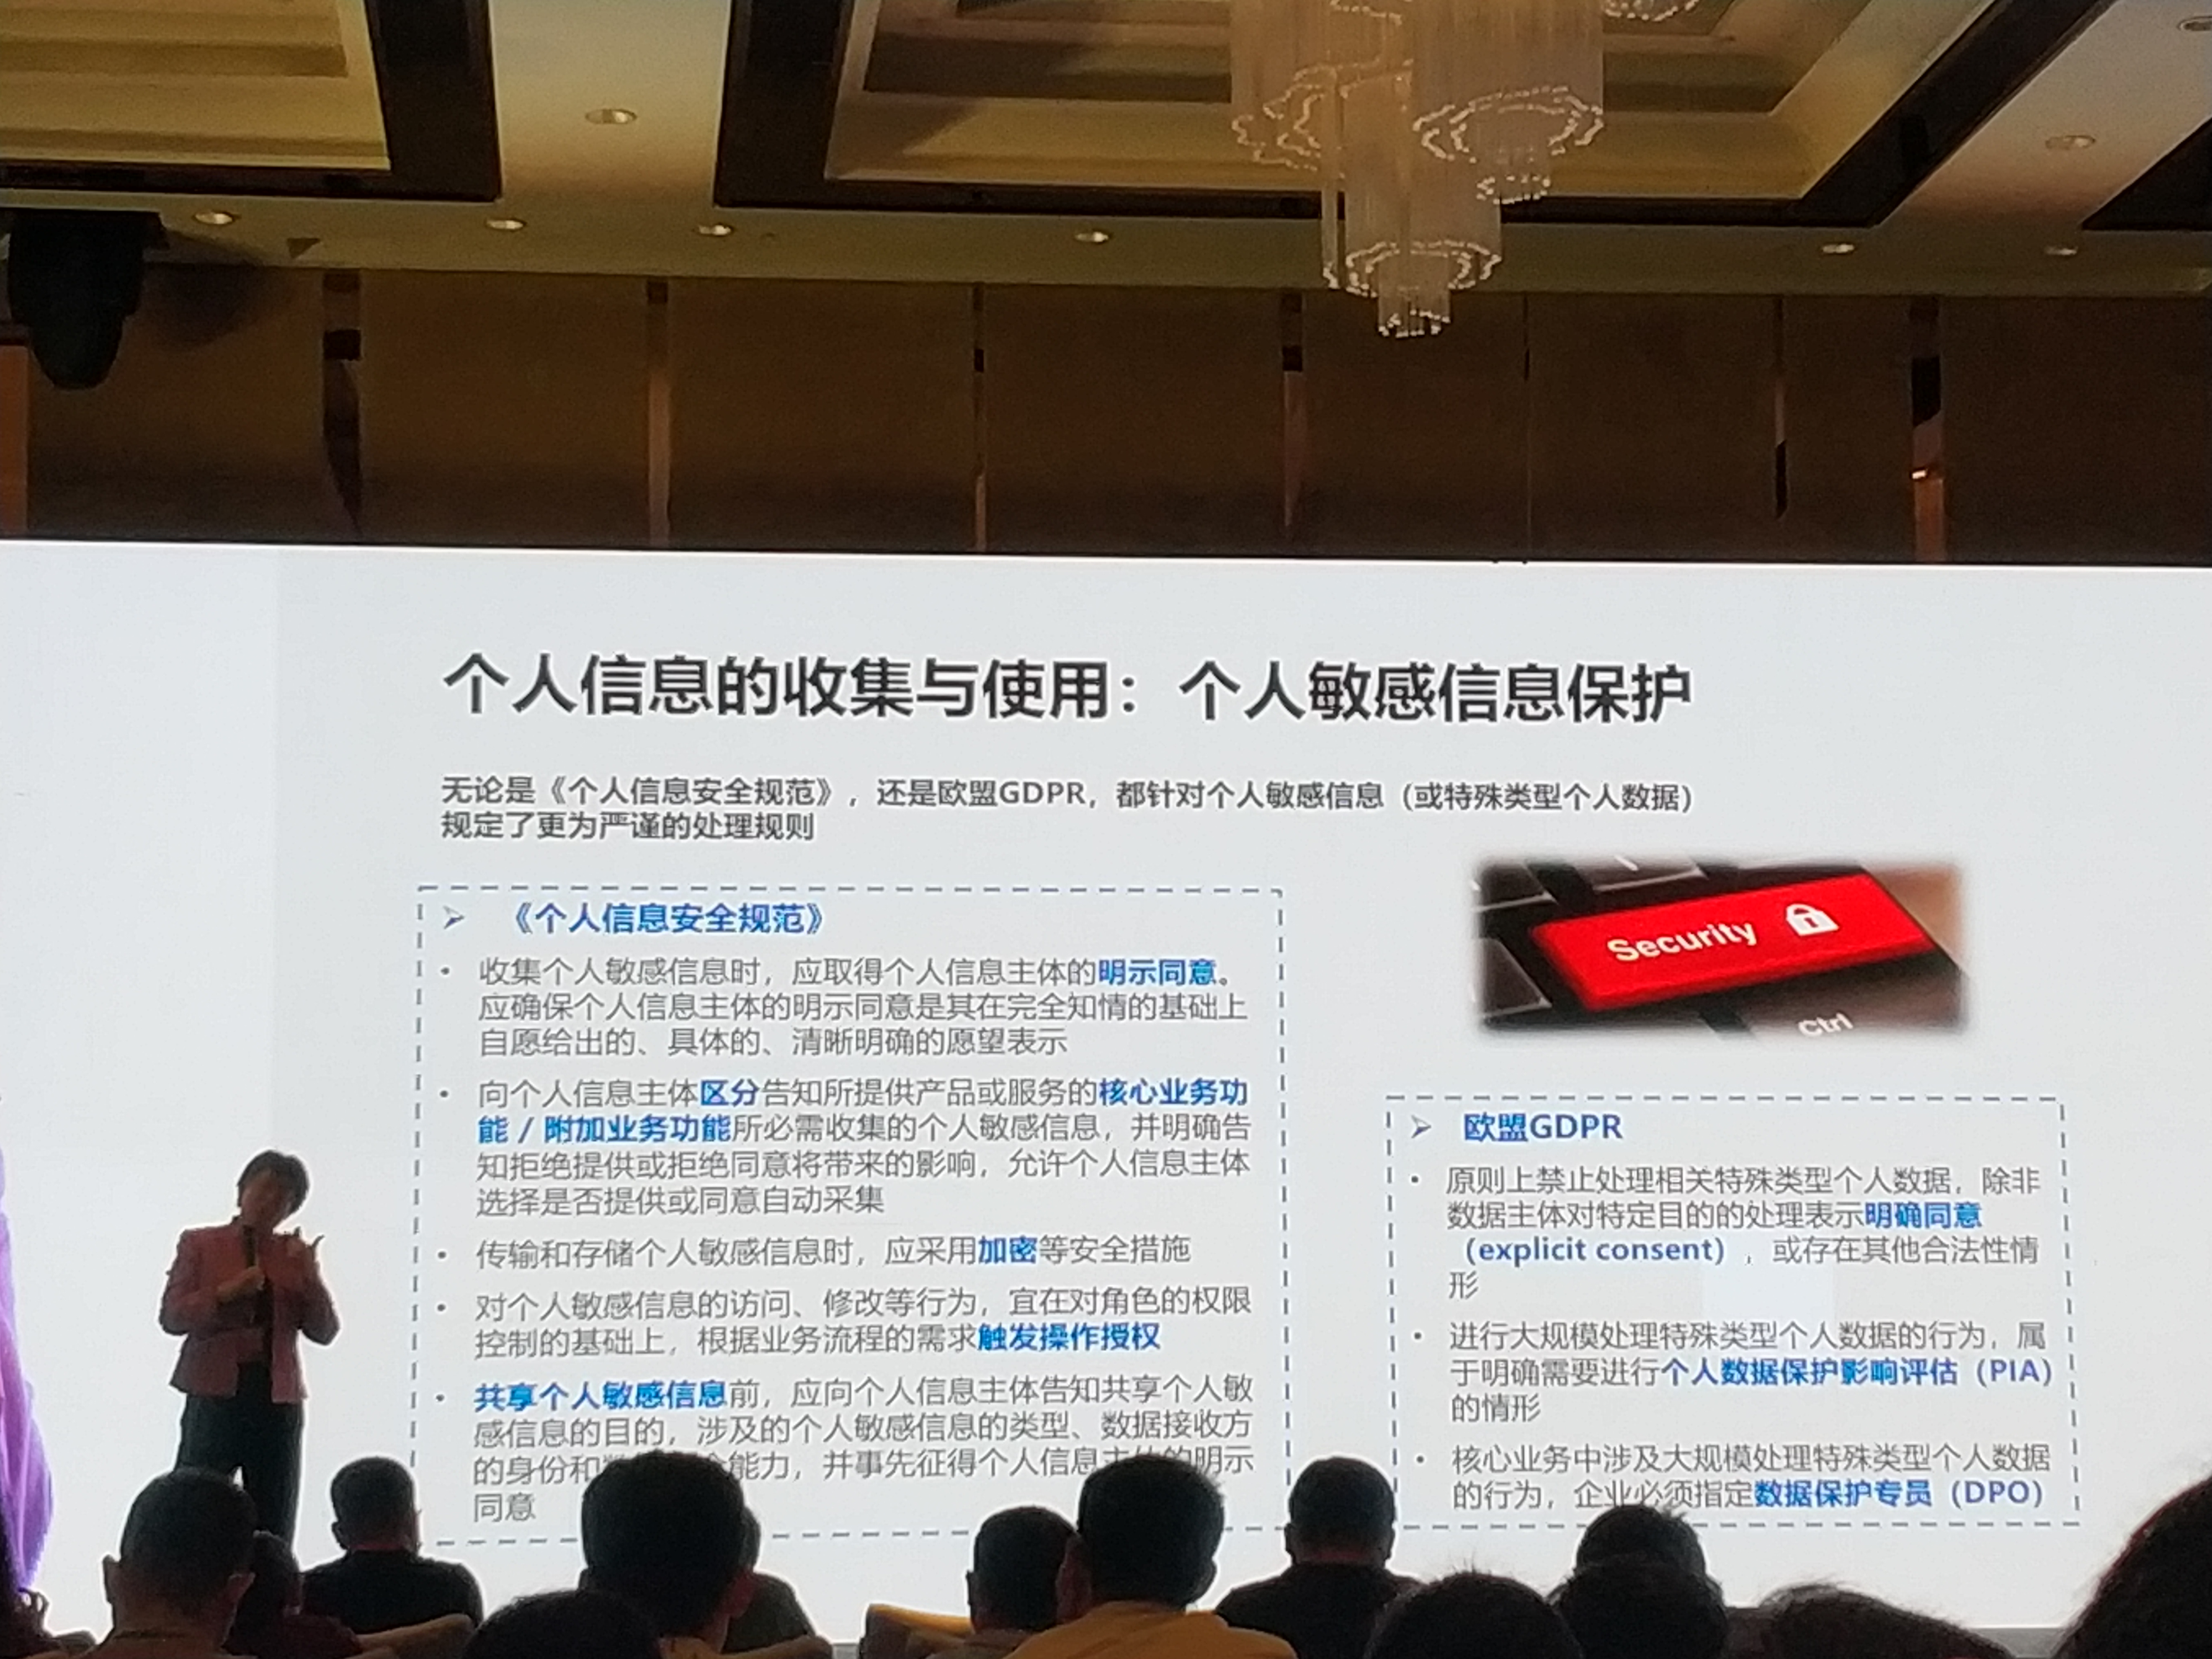 个人信息的收集与使用：个人敏感信息保护
无论是《个人信息安全规范》，还是欧盟GDPR，都针对个人敏感信息（或特殊类型个人数据）
规定了更为严谨的处理规则
➢ 《个人信息安全规范》
• 收集个人敏感信息时，应取得个人信息主体的明示同意。
应确保个人信息主体的明示同意是其在完全知情的基础上
自愿给出的、具体的、清晰明确的愿望表示
• 向个人信息主体区分告知所提供产品或服务的核心业务功
能 / 附加业务功能所必需收集的个人敏感信息，并明确告
知拒绝提供或拒绝同意将带来的影响，允许个人信息主体
选择是否提供或同意自动采集
• 传输和存储个人敏感信息时，应采用加密等安全措施
• 对个人敏感信息的访问、修改等行为，宜在对角色的权限
控制的基础上，根据业务流程的需求触发操作授权
• 共享个人敏感信息前，应向个人信息主体告知共享个人敏
感信息的目的，涉及的个人敏感信息的类型、数据接收方
的身份和能力，并事先征得个人信息主体的明示
同意
Security
Ctrl
➢ 欧盟GDPR
• 原则上禁止处理相关特殊类型个人数据，除非
数据主体对特定目的的处理表示明确同意
（explicit consent），或存在其他合法性情
形
• 进行大规模处理特殊类型个人数据的行为，属
于明确需要进行个人数据保护影响评估（PIA）
的情形
• 核心业务中涉及大规模处理特殊类型个人数据
的行为，企业必须指定数据保护专员（DPO）